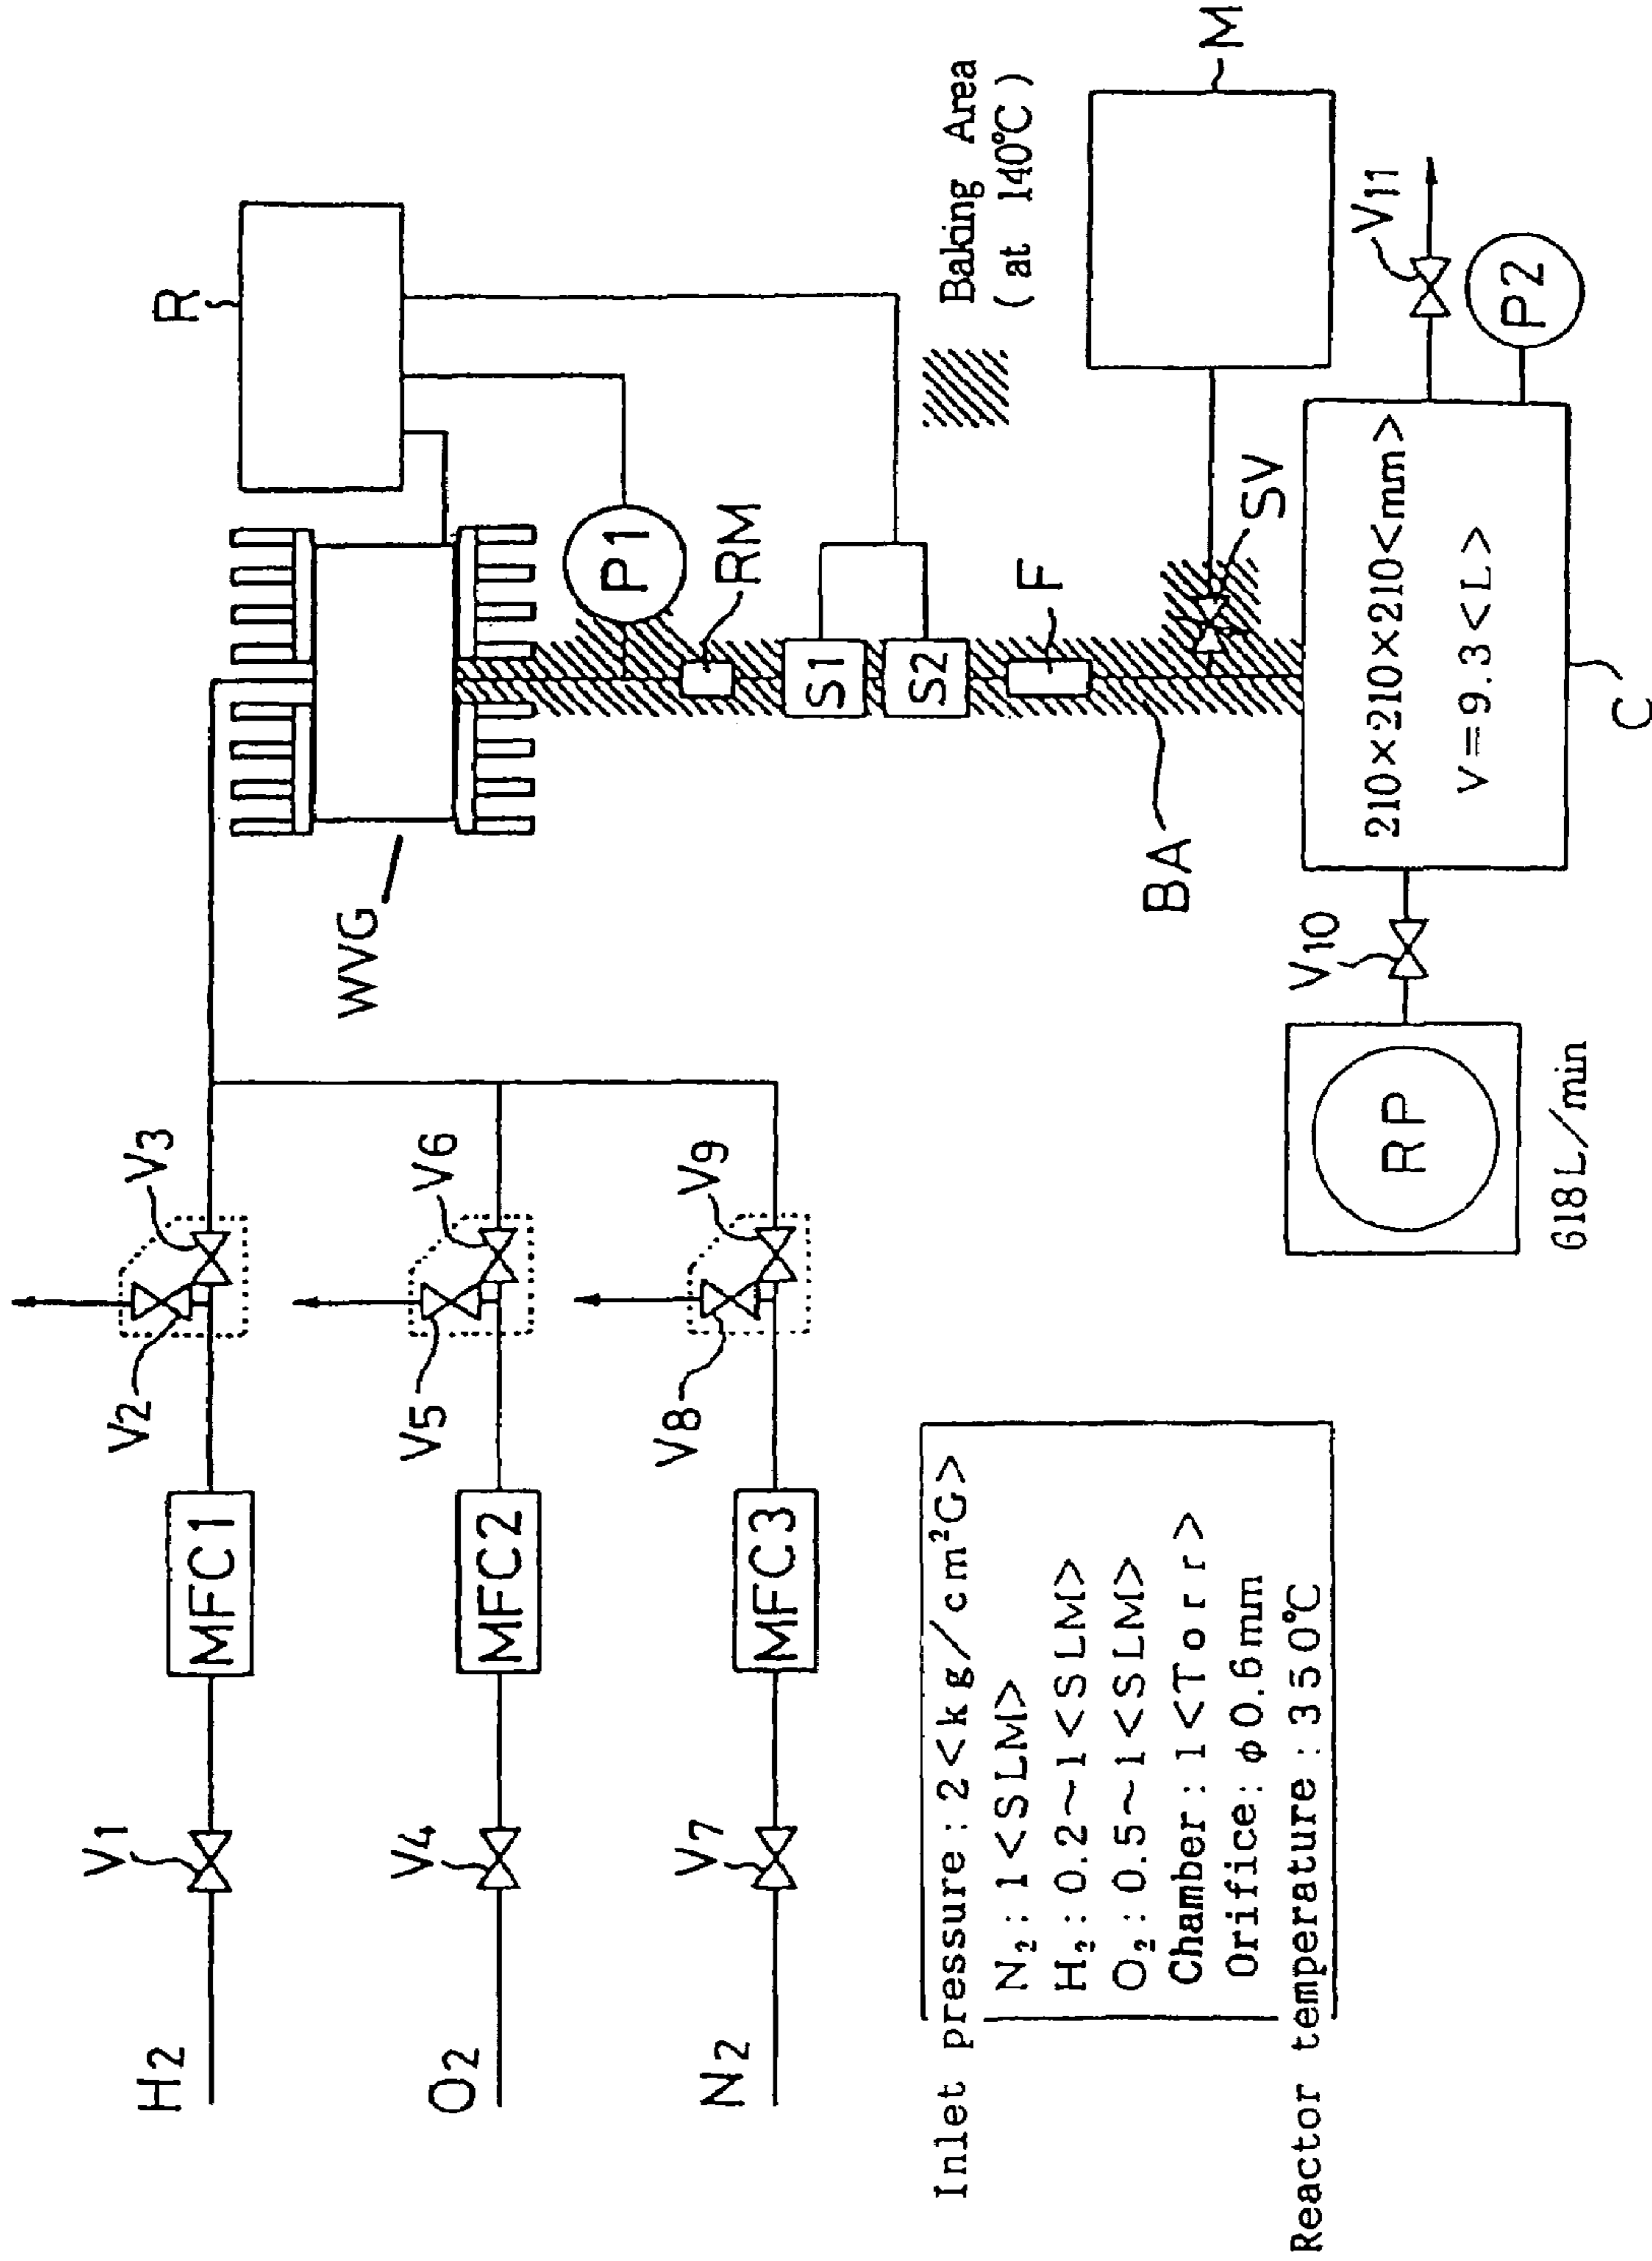 H2
V1
MFC1
V2
V3
O2
V4
MFC2
V5
V6
N2
V7
MFC3
V8
V9
WVG
R
P1
RM
S1
S2
F
BA
SV
M
Baking Area
(at 140°C)
Inlet pressure : 2<kg/cm²G>
N₂ : 1<SLM>
H₂ : 0.2~1<SLM>
O₂ : 0.5~1<SLM>
Chamber : 1<Torr>
Orifice : φ0.6mm
Reactor temperature : 350°C
RP
618L/min
V10
210×210×210<mm>
V=9.3<L>
C
V11
P2